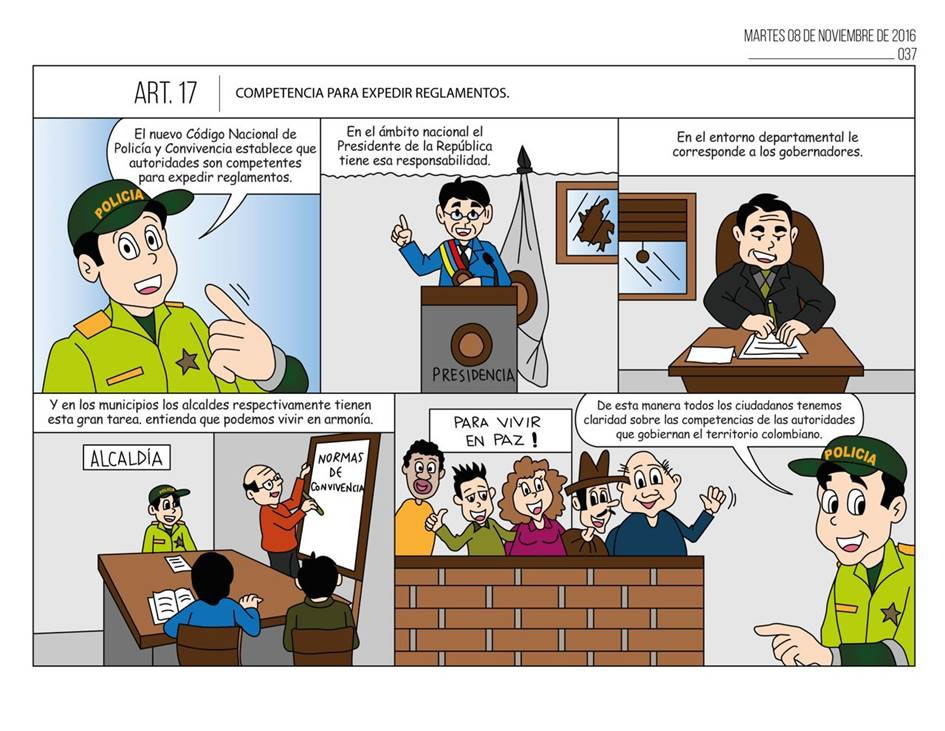 MARTES 08 DE NOVIEMBRE DE 2016
037
ART. 17
COMPETENCIA PARA EXPEDIR REGLAMENTOS.
El nuevo Código Nacional de
Policía y Convivencia establece que
autoridades son competentes
para expedir reglamentos.
POLICIA
En el ámbito nacional el
Presidente de la República
tiene esa responsabilidad.
PRESIDENCIA
En el entorno departamental le
corresponde a los gobernadores.
Y en los municipios los alcaldes respectivamente tienen
esta gran tarea. entienda que podemos vivir en armonía.
ALCALDÍA
NORMAS
DE
CONVIVENCIA
PARA VIVIR
EN PAZ!
De esta manera todos los ciudadanos tenemos
claridad sobre las competencias de las autoridades
que gobiernan el territorio colombiano.
POLICIA